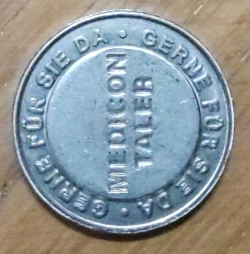 GERNE FÜR SIE DA · GERNE FÜR SIE DA ·
MEDICON
TALER